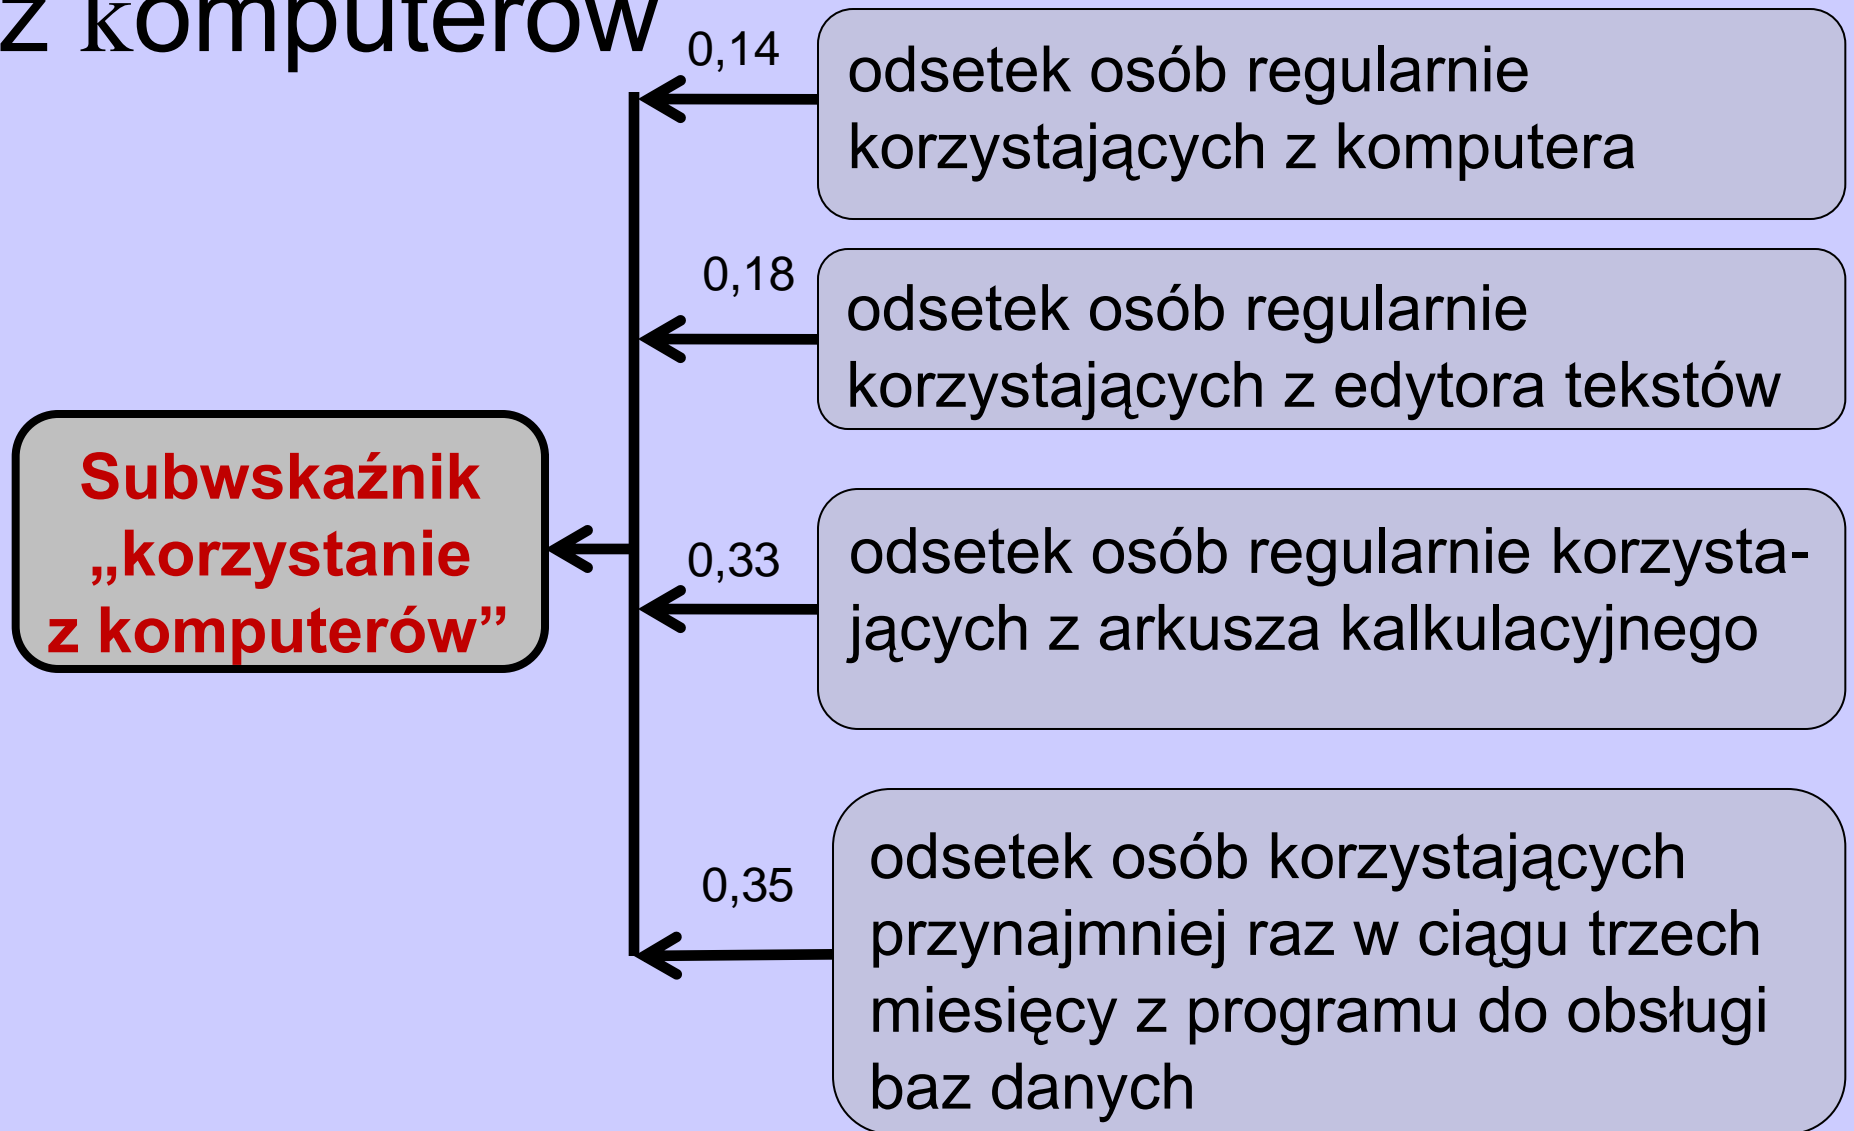 z komputerów
0,14
odsetek osób regularnie
korzystających z komputera
0,18
odsetek osób regularnie
korzystających z edytora tekstów
Subwskaźnik
„korzystanie
z komputerów”
0,33
odsetek osób regularnie korzysta-
jących z arkusza kalkulacyjnego
0,35
odsetek osób korzystających
przynajmniej raz w ciągu trzech
miesięcy z programu do obsługi
baz danych